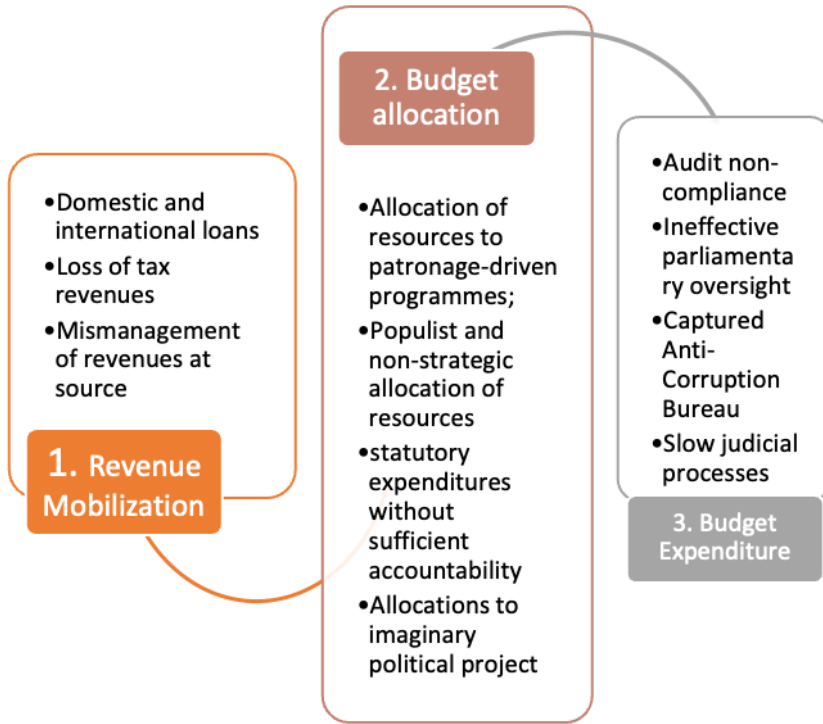 •Domestic and
international loans
•Loss of tax
revenues
•Mismanagement
of revenues at
source
1. Revenue
Mobilization
2. Budget
allocation
•Allocation of
resources to
patronage-driven
programmes;
•Populist and
non-strategic
allocation of
resources
•statutory
expenditures
without
sufficient
accountability
•Allocations to
imaginary
political project
•Audit non-
compliance
•Ineffective
parliamenta
ry oversight
•Captured
Anti-
Corruption
Bureau
•Slow judicial
processes
3. Budget
Expenditure